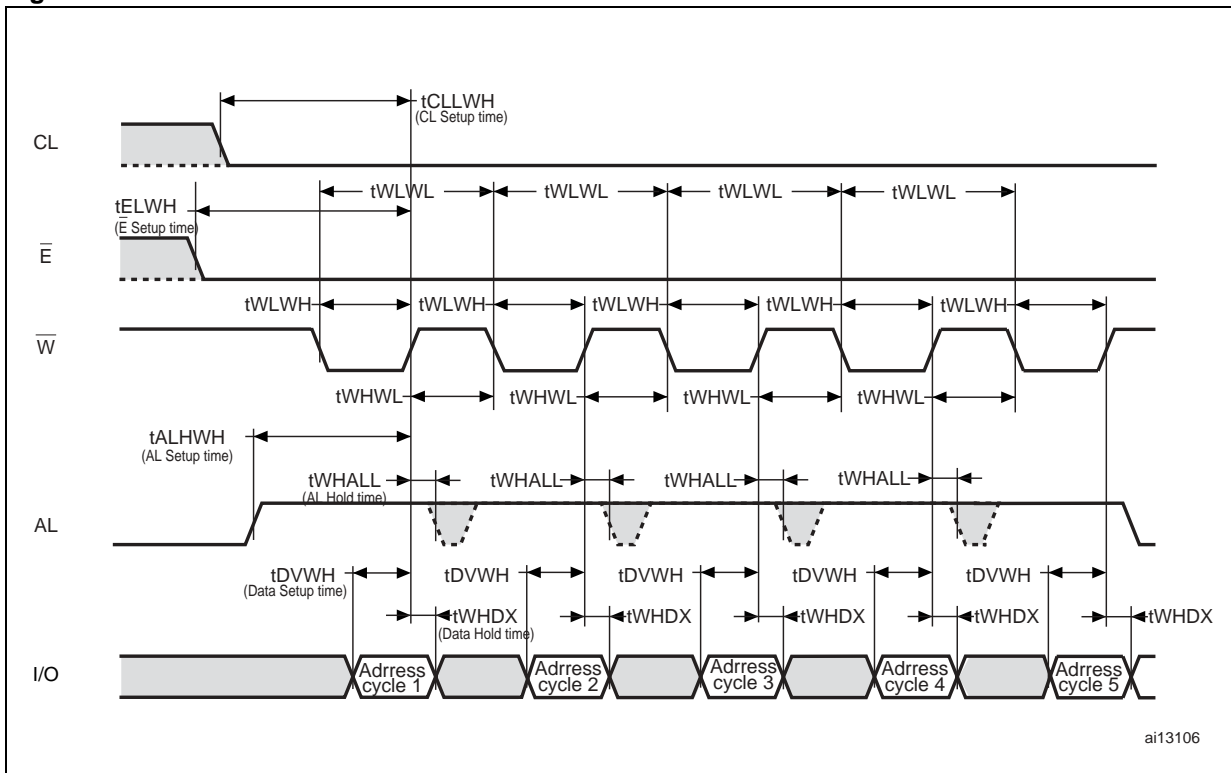 tCLLWH
(CL Setup time)
CL
tWLWL tWLWL tWLWL tWLWL
tELWH
(E Setup time)
E
tWLWH tWLWH tWLWH tWLWH tWLWH
W
tWHWL tWHWL tWHWL tWHWL
tALHWH
(AL Setup time)
tWHALL tWHALL tWHALL tWHALL
(AL Hold time)
AL
tDVWH tDVWH tDVWH tDVWH tDVWH
(Data Setup time)
tWHDX tWHDX tWHDX tWHDX tWHDX
(Data Hold time)
I/O
Adrress cycle 1
Adrress cycle 2
Adrress cycle 3
Adrress cycle 4
Adrress cycle 5
ai13106